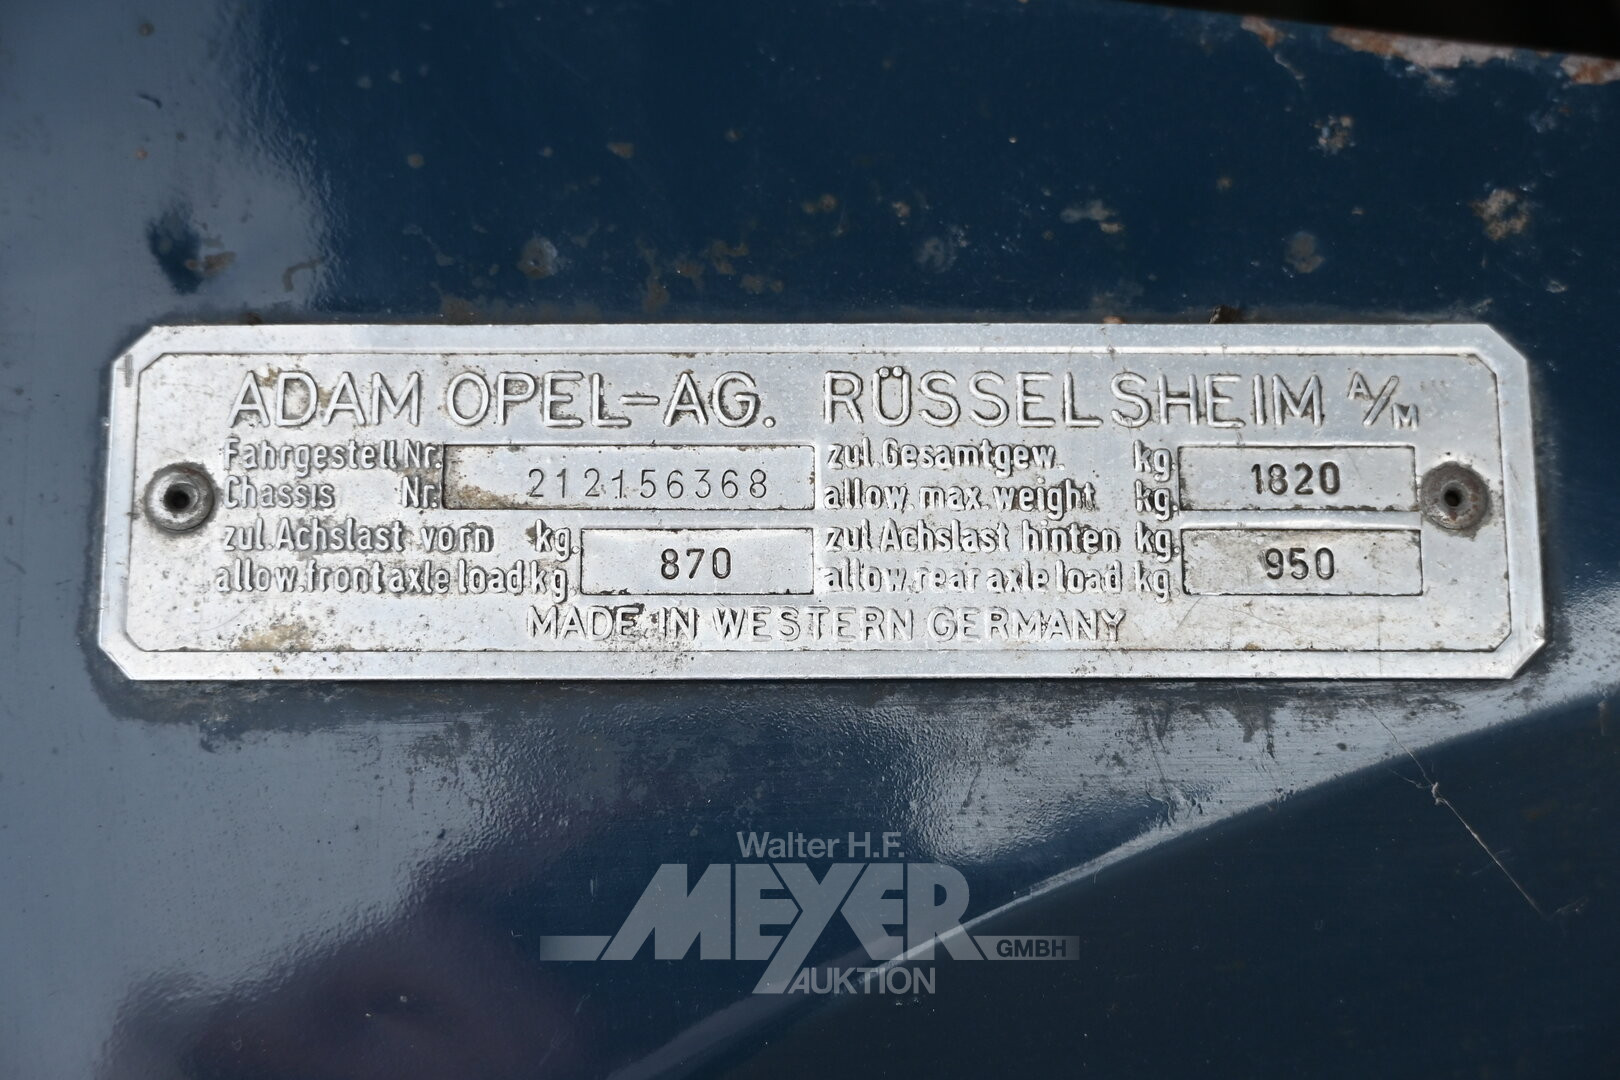 ADAM OPEL-AG. RÜSSELSHEIM A/M
Fahrgestell Nr. 212156368 zul. Gesamtgew. kg. 1820
Chassis Nr. allow. max. weight kg.
zul. Achslast vorn kg. 870 zul. Achslast hinten kg. 950
allow. front axle load kg allow. rear axle load kg
MADE IN WESTERN GERMANY
Walter H.F.
MEYER GMBH
AUKTION